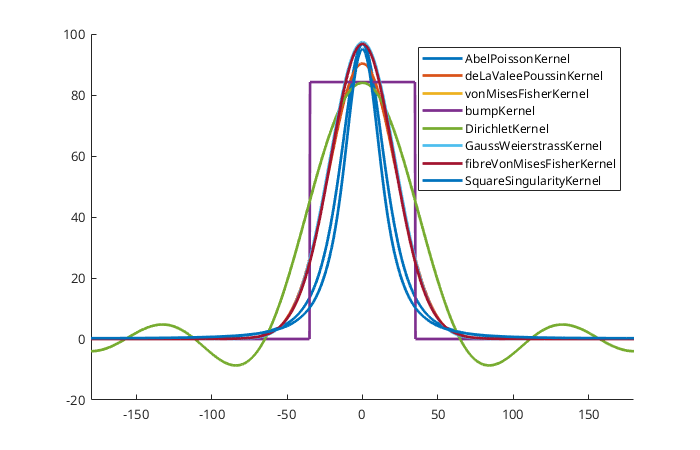 100
80
60
40
20
0
-20
-150
-100
-50
0
50
100
150
AbelPoissonKernel
deLaValeePoussinKernel
vonMisesFisherKernel
bumpKernel
DirichletKernel
GaussWeierstrassKernel
fibreVonMisesFisherKernel
SquareSingularityKernel